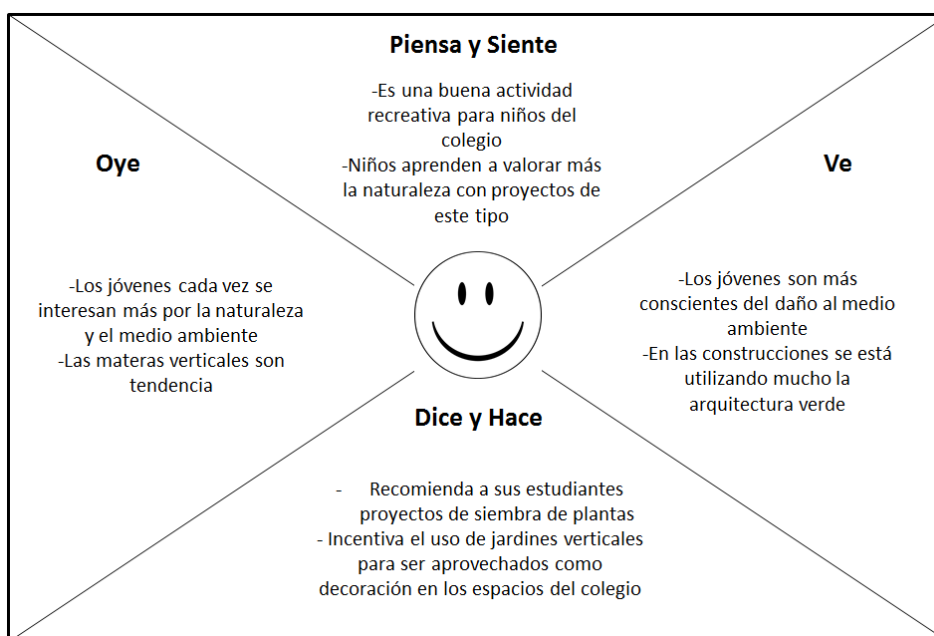 Piensa y Siente
-Es una buena actividad
recreativa para niños del
colegio
-Niños aprenden a valorar más
la naturaleza con proyectos de
este tipo
Oye
-Los jóvenes cada vez se
interesan más por la naturaleza
y el medio ambiente
-Las materas verticales son
tendencia
Ve
-Los jóvenes son más
conscientes del daño al medio
ambiente
-En las construcciones se está
utilizando mucho la
arquitectura verde
Dice y Hace
- Recomienda a sus estudiantes
proyectos de siembra de plantas
- Incentiva el uso de jardines verticales
para ser aprovechados como
decoración en los espacios del colegio